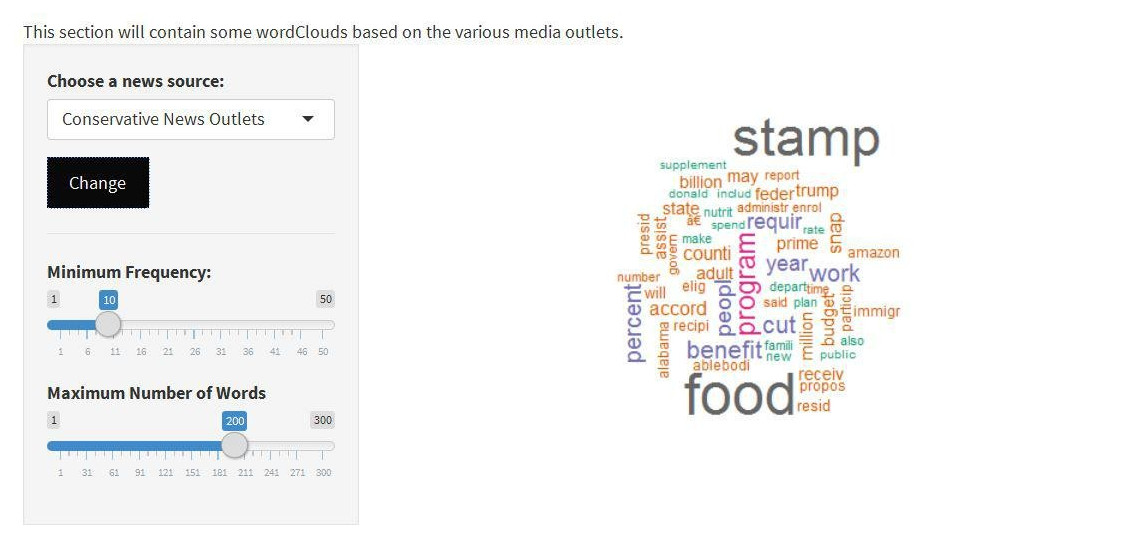 This section will contain some wordClouds based on the various media outlets.
Choose a news source:
Conservative News Outlets
Change
Minimum Frequency:
1 10 50
1 6 11 16 21 26 31 36 41 46 50
Maximum Number of Words
1 200 300
1 31 61 91 121 151 181 211 241 271 300
stamp
supplement
billion may report
donald includ feder trump
state nutrit administr enrol
â€ spend requir rate
presid assist govern make
counti program prime snap amazon
number adult year work
will elig peopl depart time
percent accord said plan particip immigr
alabama recipi cut million budget
benefit famili also
ablebodi new public
food receiv
propos
resid